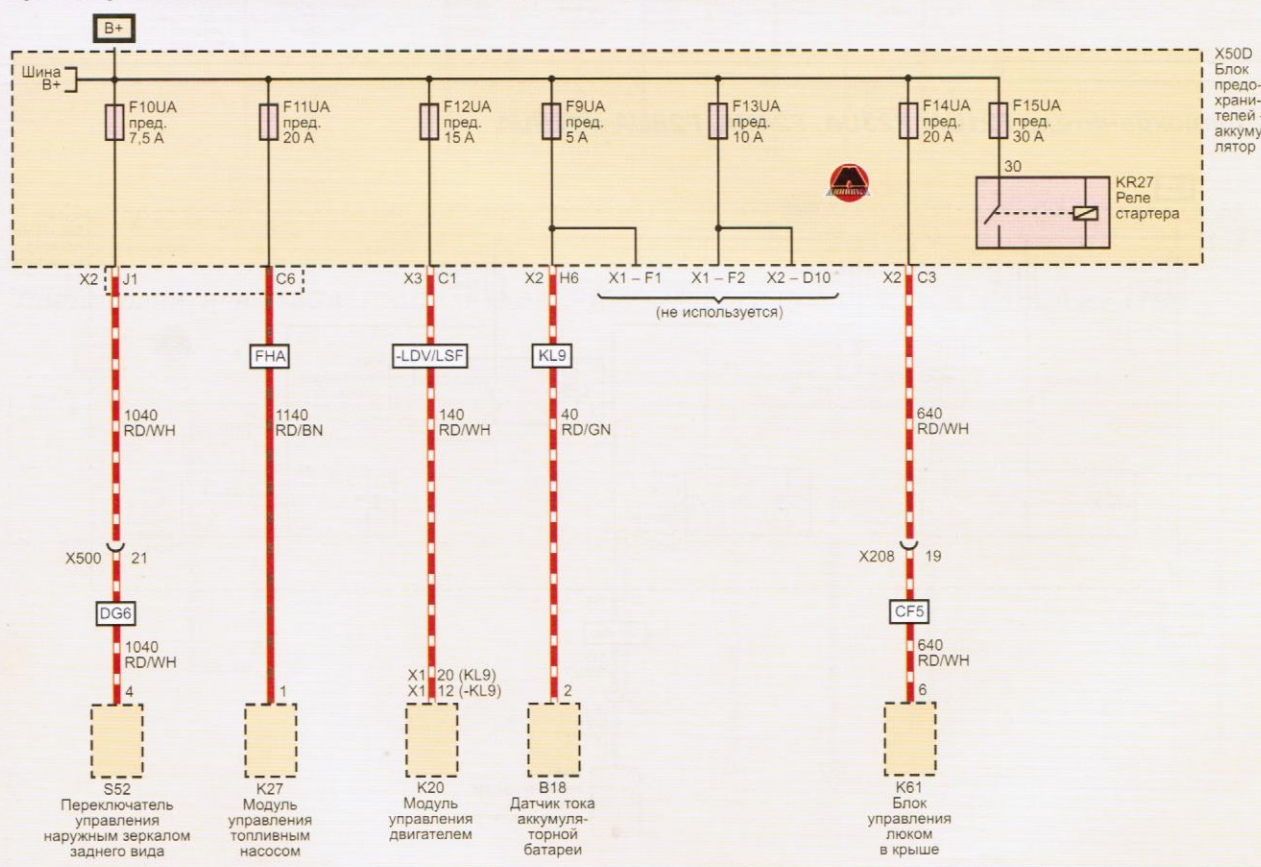 B+
Шина
B+
F10UA
пред.
7,5 A
F11UA
пред.
20 A
F12UA
пред.
15 A
F9UA
пред.
5 A
F13UA
пред.
10 A
F14UA
пред.
20 A
F15UA
пред.
30 A
30
KR27
Реле
стартера
X50D
Блок
предо-
храни-
телей -
аккуму
лятор
X2 J1
C6
X3 C1
X2 H6
X1 – F1
X1 – F2
X2 – D10
(не используется)
X2 C3
FHA
-LDV/LSF
KL9
1040
RD/WH
1140
RD/BN
140
RD/WH
40
RD/GN
640
RD/WH
X500 21
X208 19
DG6
CF5
1040
RD/WH
640
RD/WH
X1 20 (KL9)
X1 12 (-KL9)
4
1
2
6
S52
Переключатель
управления
наружным зеркалом
заднего вида
K27
Модуль
управления
топливным
насосом
K20
Модуль
управления
двигателем
B18
Датчик тока
аккумуля-
торной
батареи
K61
Блок
управления
люком
в крыше